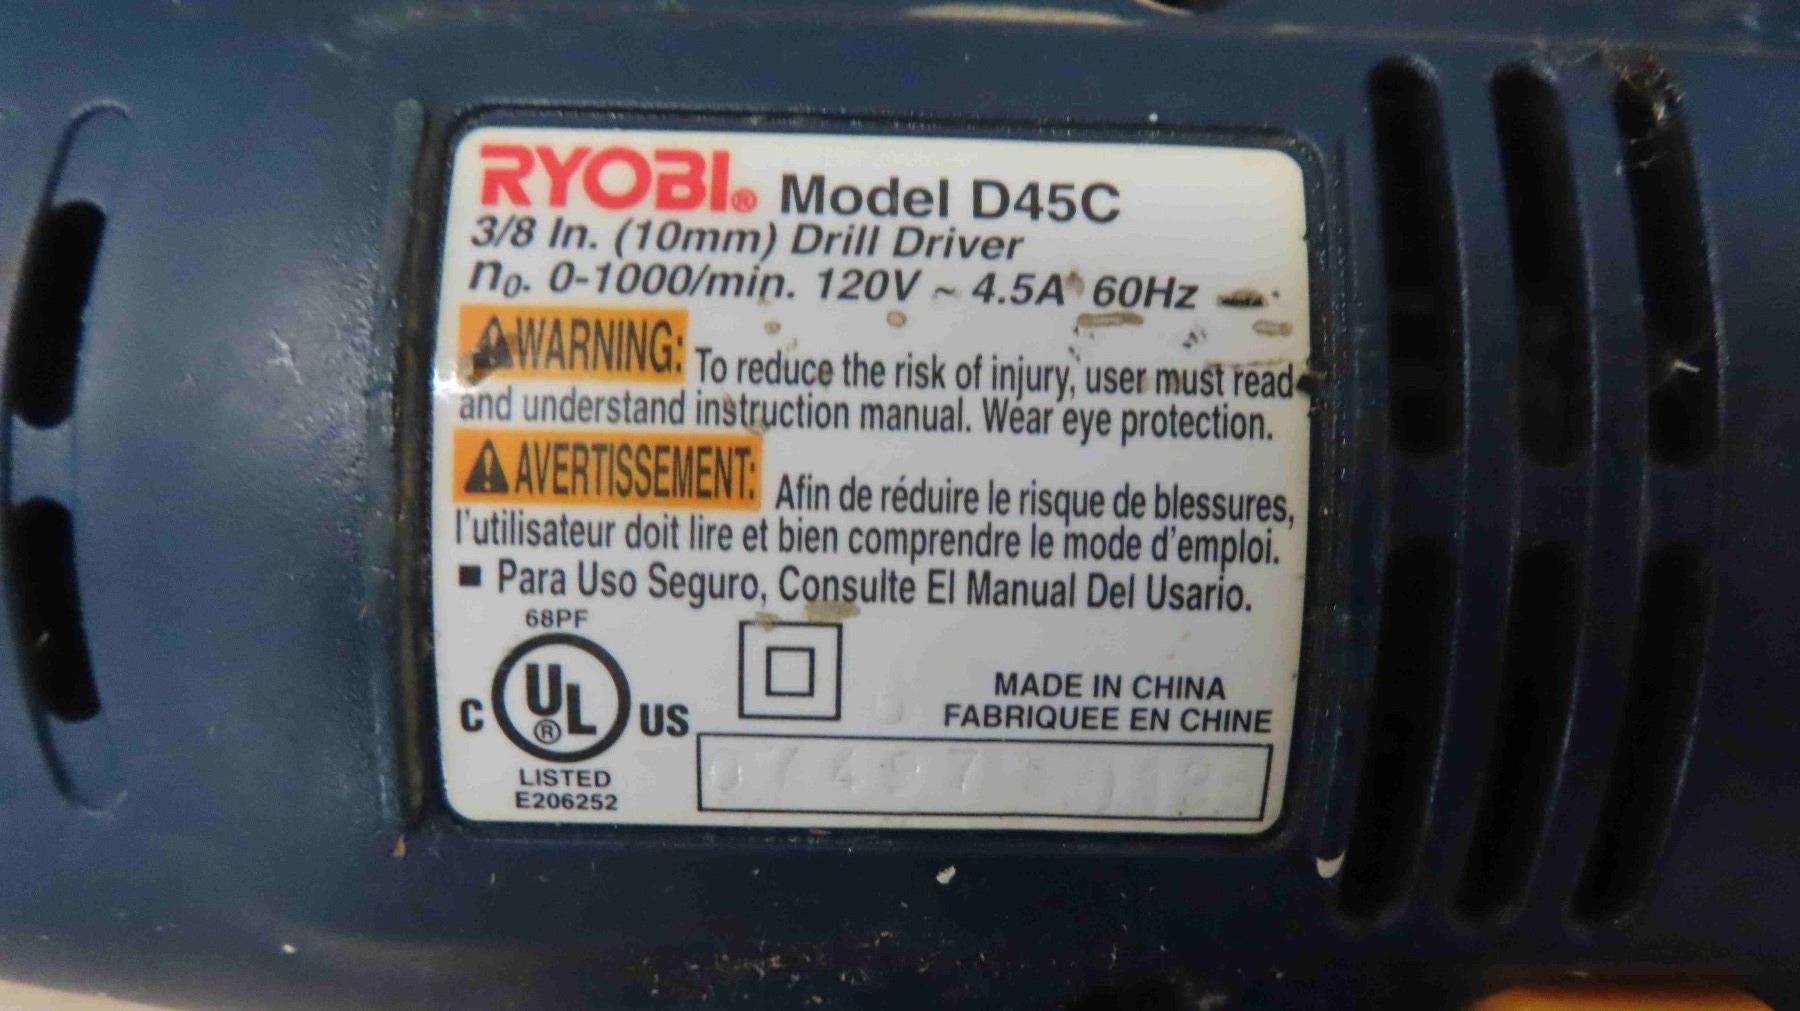 RYOBI® Model D45C
3/8 In. (10mm) Drill Driver
n₀. 0-1000/min. 120V ~ 4.5A 60Hz
WARNING: To reduce the risk of injury, user must read
and understand instruction manual. Wear eye protection.
AVERTISSEMENT: Afin de réduire le risque de blessures,
l'utilisateur doit lire et bien comprendre le mode d'emploi.
■ Para Uso Seguro, Consulte El Manual Del Usario.
68PF
C UL® US
LISTED
E206252
MADE IN CHINA
FABRIQUEE EN CHINE